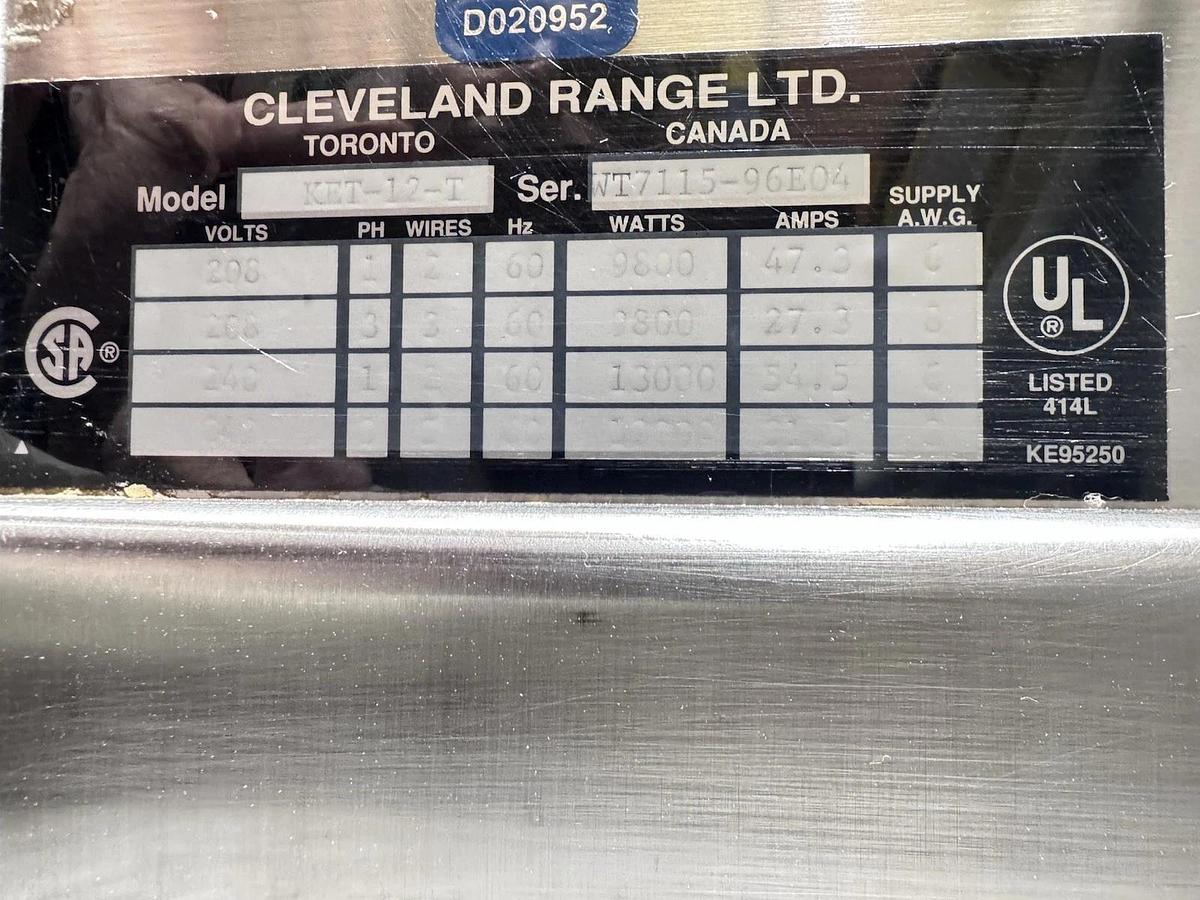 D020952
CLEVELAND RANGE LTD.
TORONTO CANADA
Model KET-12-T Ser. WT7115-96E04
VOLTS PH WIRES Hz WATTS AMPS SUPPLY A.W.G.
208 1 2 60 9800 47.3 6
208 3 3 60 9800 27.3 8
240 1 2 60 13000 54.5 6
CSA ®
UL ®
LISTED
414L
KE95250